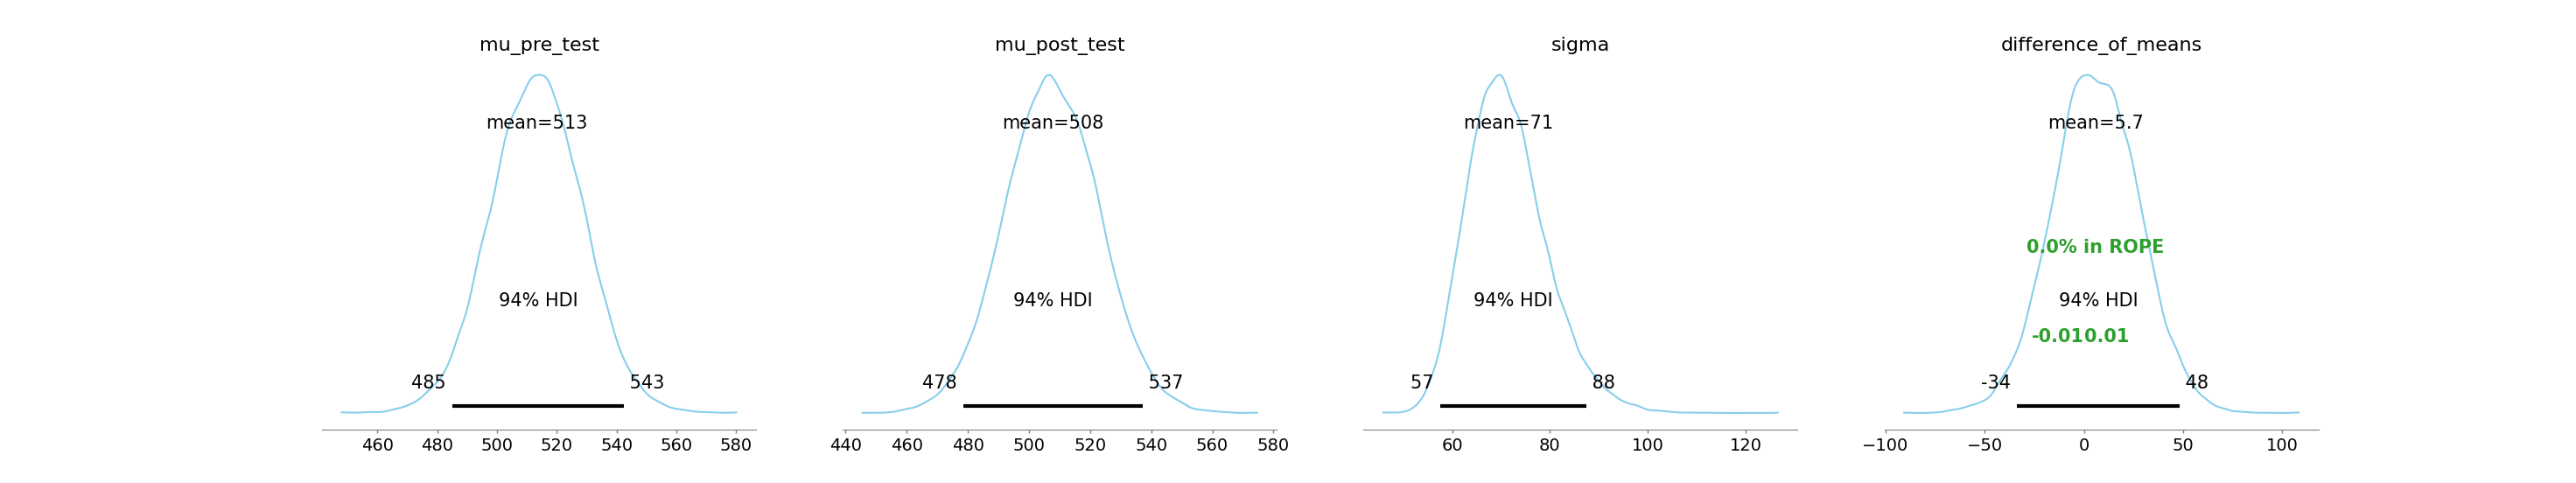 mu_pre_test
mean=513
94% HDI
485 543
460 480 500 520 540 560 580
mu_post_test
mean=508
94% HDI
478 537
440 460 480 500 520 540 560 580
sigma
mean=71
94% HDI
57 88
60 80 100 120
difference_of_means
mean=5.7
0.0% in ROPE
94% HDI
-0.010.01
-34 48
−100 −50 0 50 100